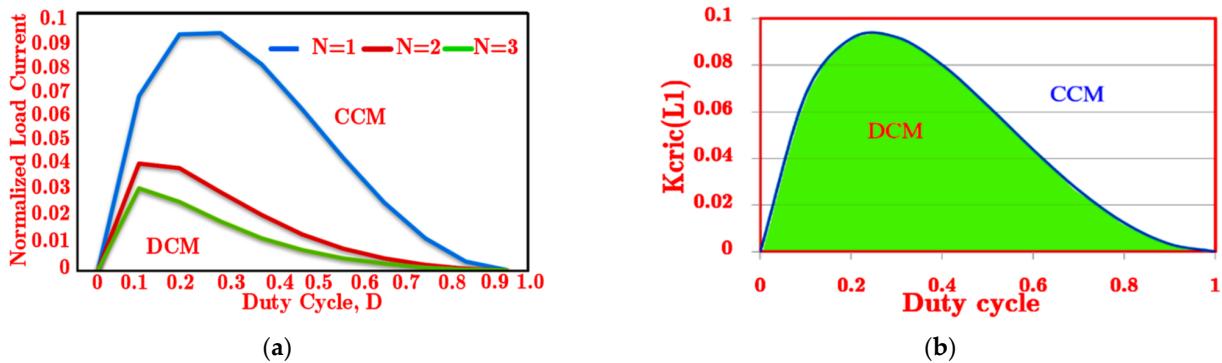 Normalized Load Current
0.1
0.09
0.08
0.07
0.06
0.05
0.04
0.03
0.02
0.01
0
N=1 N=2 N=3
CCM
DCM
0 0.1 0.2 0.3 0.4 0.5 0.6 0.7 0.8 0.9 1.0
Duty Cycle, D
(a)
Kcric(L1)
0.1
0.08
0.06
0.04
0.02
0
CCM
DCM
0 0.2 0.4 0.6 0.8 1
Duty cycle
(b)